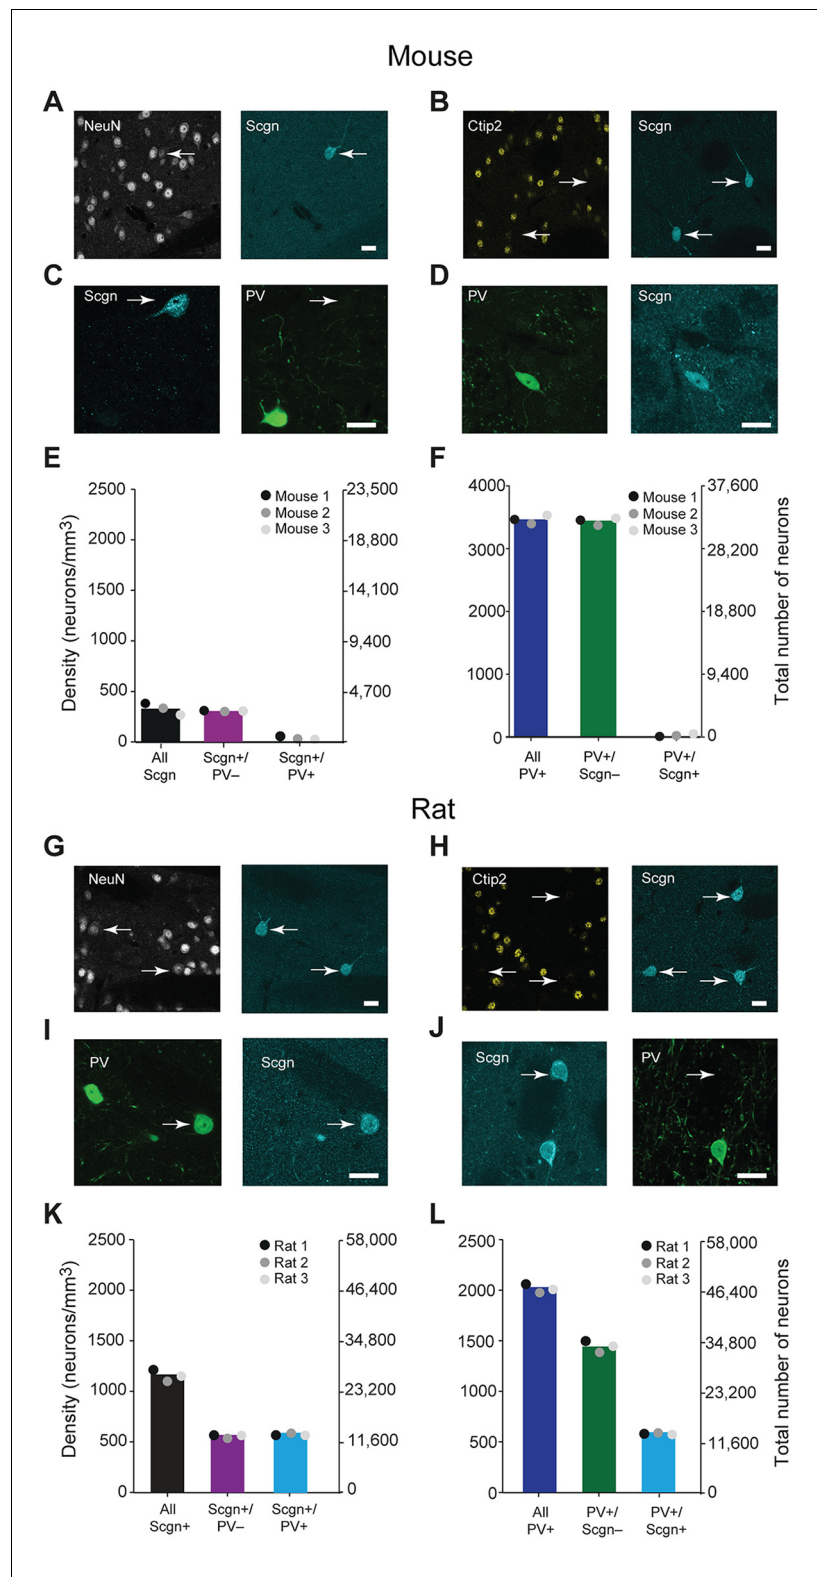 Mouse
A
B
NeuN
Scgn
Ctip2
Scgn
C
D
Scgn
PV
PV
Scgn
E
F
2500
2000
1500
1000
500
0
Density (neurons/mm3)
Mouse 1
Mouse 2
Mouse 3
23,500
18,800
14,100
9,400
4,700
All
Scgn
Scgn+/
PV–
Scgn+/
PV+
4000
3000
2000
1000
0
Mouse 1
Mouse 2
Mouse 3
37,600
28,200
18,800
9,400
0
Total number of neurons
All
PV+
PV+/
Scgn–
PV+/
Scgn+
Rat
G
H
NeuN
Ctip2
Scgn
I
J
PV
Scgn
Scgn
PV
K
L
2500
2000
1500
1000
500
0
Density (neurons/mm3)
Rat 1
Rat 2
Rat 3
58,000
46,400
34,800
23,200
11,600
0
All
Scgn+
Scgn+/
PV–
Scgn+/
PV+
2500
2000
1500
1000
500
0
Rat 1
Rat 2
Rat 3
58,000
46,400
34,800
23,200
11,600
0
Total number of neurons
All
PV+
PV+/
Scgn–
PV+/
Scgn+